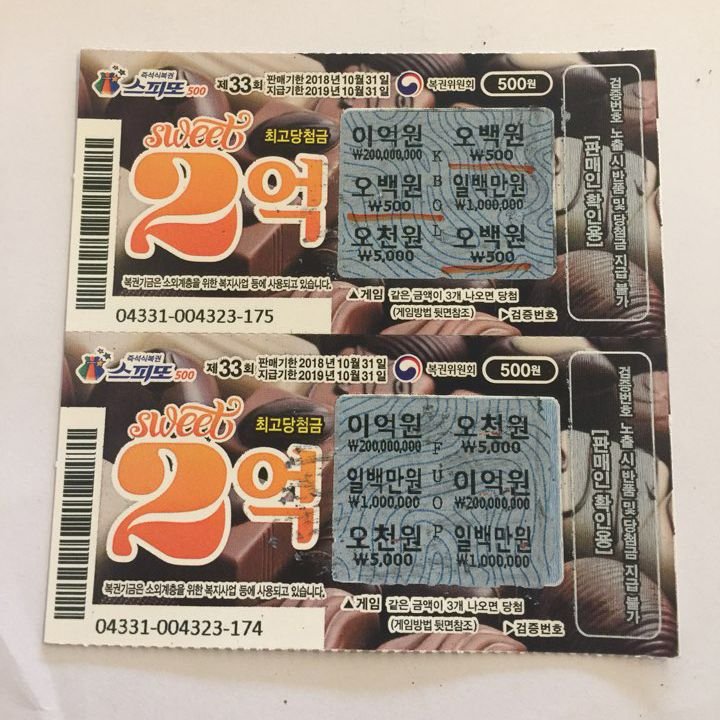 즉석식복권
스피또500
제33회 판매기한 2018년 10월 31일
지급기한 2019년 10월 31일
복권위원회
500원
sweet
2억
최고당첨금
이억원 오백원
₩200,000,000 ₩500
오백원 일백만원
₩500 ₩1,000,000
오천원 오백원
₩5,000 ₩500
KBOL
복권기금은 소외계층을 위한 복지사업 등에 사용되고 있습니다.
▲게임 같은 금액이 3개 나오면 당첨
(게임방법 뒷면참조) ▶검증번호
04331-004323-175
검증번호 노출 시 반품 및 당첨금 지급 불가
[판매인 확인용]
즉석식복권
스피또500
제33회 판매기한 2018년 10월 31일
지급기한 2019년 10월 31일
복권위원회
500원
sweet
2억
최고당첨금
이억원 오천원
₩200,000,000 ₩5,000
일백만원 이억원
₩1,000,000 ₩200,000,000
오천원 일백만원
₩5,000 ₩1,000,000
FUOP
복권기금은 소외계층을 위한 복지사업 등에 사용되고 있습니다.
▲게임 같은 금액이 3개 나오면 당첨
(게임방법 뒷면참조) ▶검증번호
04331-004323-174
검증번호 노출 시 반품 및 당첨금 지급 불가
[판매인 확인용]